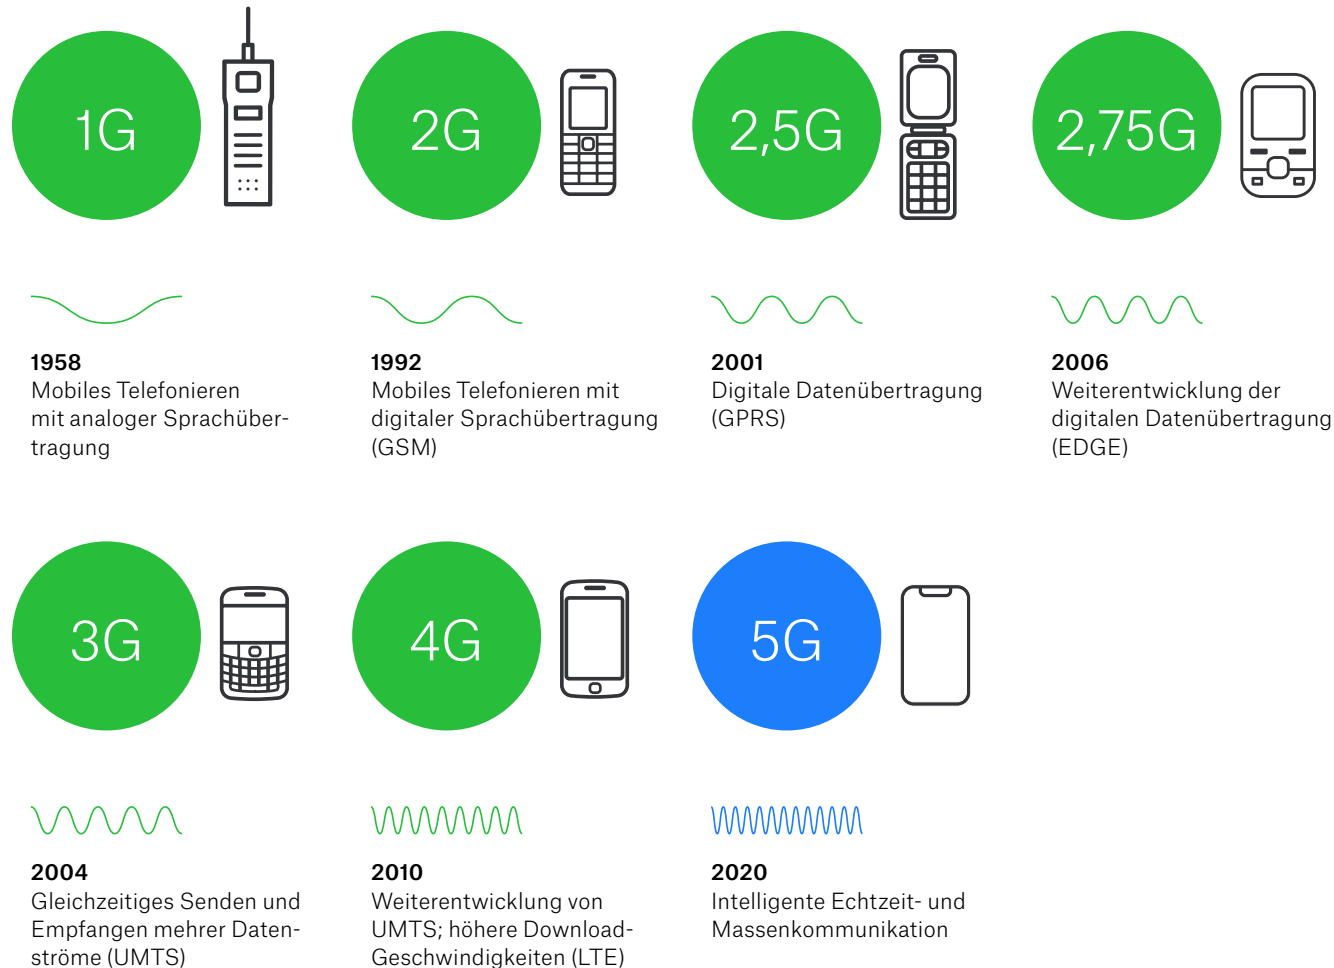 1G
2G
2,5G
2,75G
1958
Mobiles Telefonieren
mit analoger Sprachüber-
tragung
1992
Mobiles Telefonieren mit
digitaler Sprachübertragung
(GSM)
2001
Digitale Datenübertragung
(GPRS)
2006
Weiterentwicklung der
digitalen Datenübertragung
(EDGE)
3G
4G
5G
2004
Gleichzeitiges Senden und
Empfangen mehrer Daten-
ströme (UMTS)
2010
Weiterentwicklung von
UMTS; höhere Download-
Geschwindigkeiten (LTE)
2020
Intelligente Echtzeit- und
Massenkommunikation